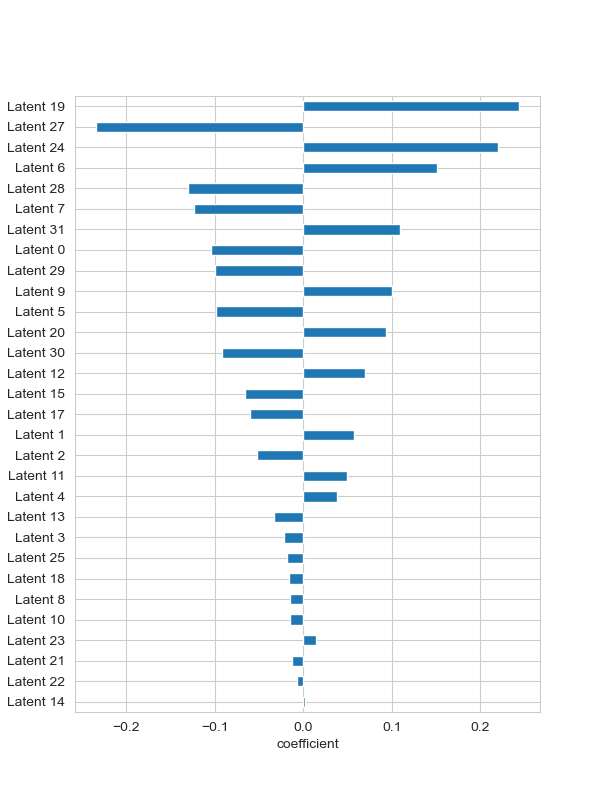 Latent 19
Latent 27
Latent 24
Latent 6
Latent 28
Latent 7
Latent 31
Latent 0
Latent 29
Latent 9
Latent 5
Latent 20
Latent 30
Latent 12
Latent 15
Latent 17
Latent 1
Latent 2
Latent 11
Latent 4
Latent 13
Latent 3
Latent 25
Latent 18
Latent 8
Latent 10
Latent 23
Latent 21
Latent 22
Latent 14
−0.2 −0.1 0.0 0.1 0.2
coefficient